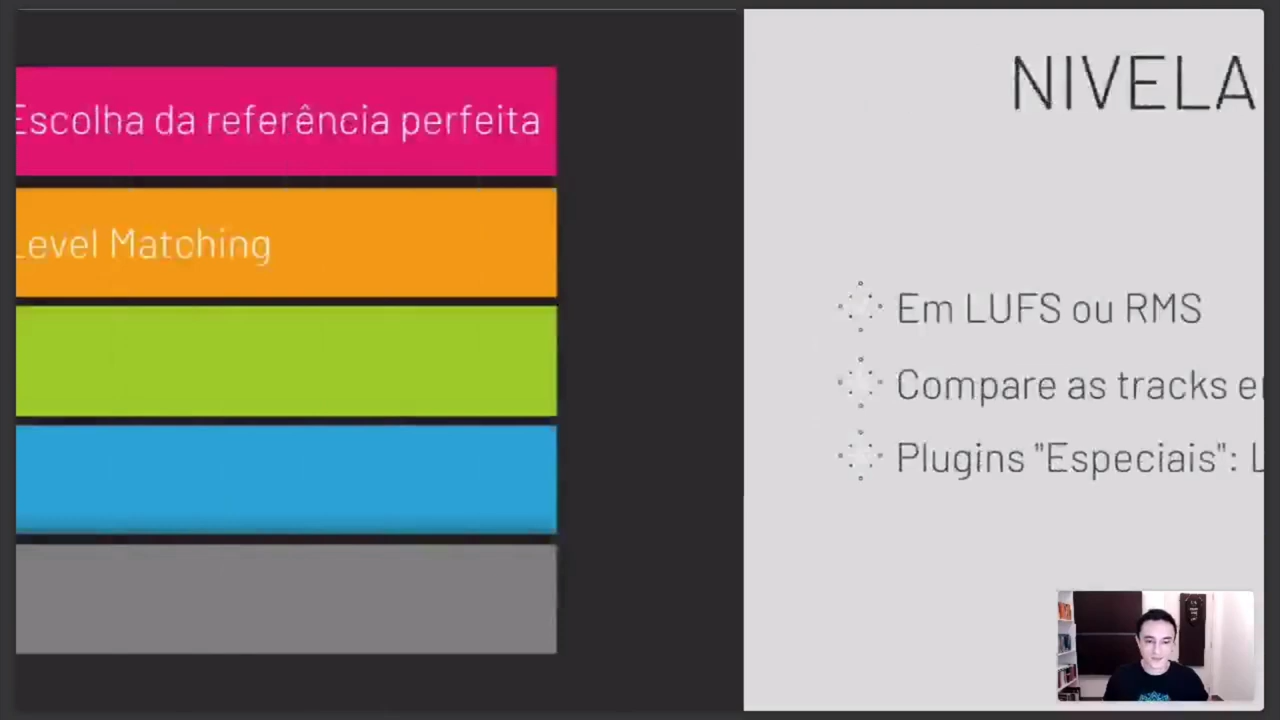 Escolha da referência perfeita
Level Matching
NIVELA
Em LUFS ou RMS
Compare as tracks
Plugins "Especiais":